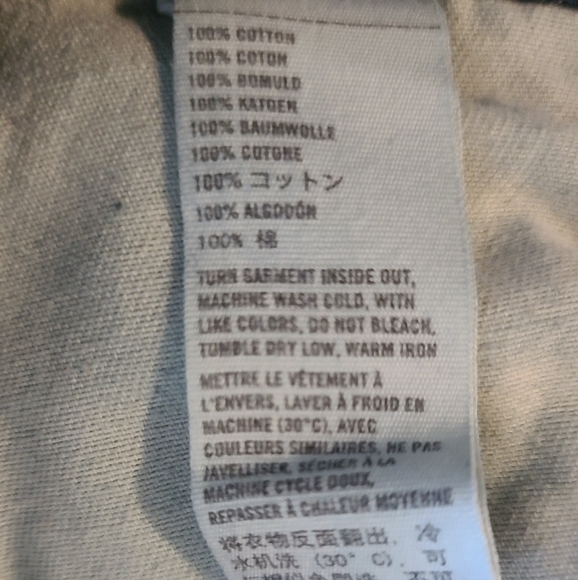 100% COTTON
100% COTON
100% BOMULD
100% KATOEN
100% BAUMWOLLE
100% COTONE
100% コットン
100% ALGODÓN
100% 棉
TURN GARMENT INSIDE OUT,
MACHINE WASH COLD, WITH
LIKE COLORS, DO NOT BLEACH,
TUMBLE DRY LOW, WARM IRON
METTRE LE VÊTEMENT À
L'ENVERS, LAVER À FROID EN
MACHINE (30°C), AVEC
COULEURS SIMILAIRES, NE PAS
JAVELLISER, SÉCHER À LA
MACHINE CYCLE DOUX,
REPASSER À CHALEUR MOYENNE
将衣物反面翻出，冷
水机洗 (30° C)，可